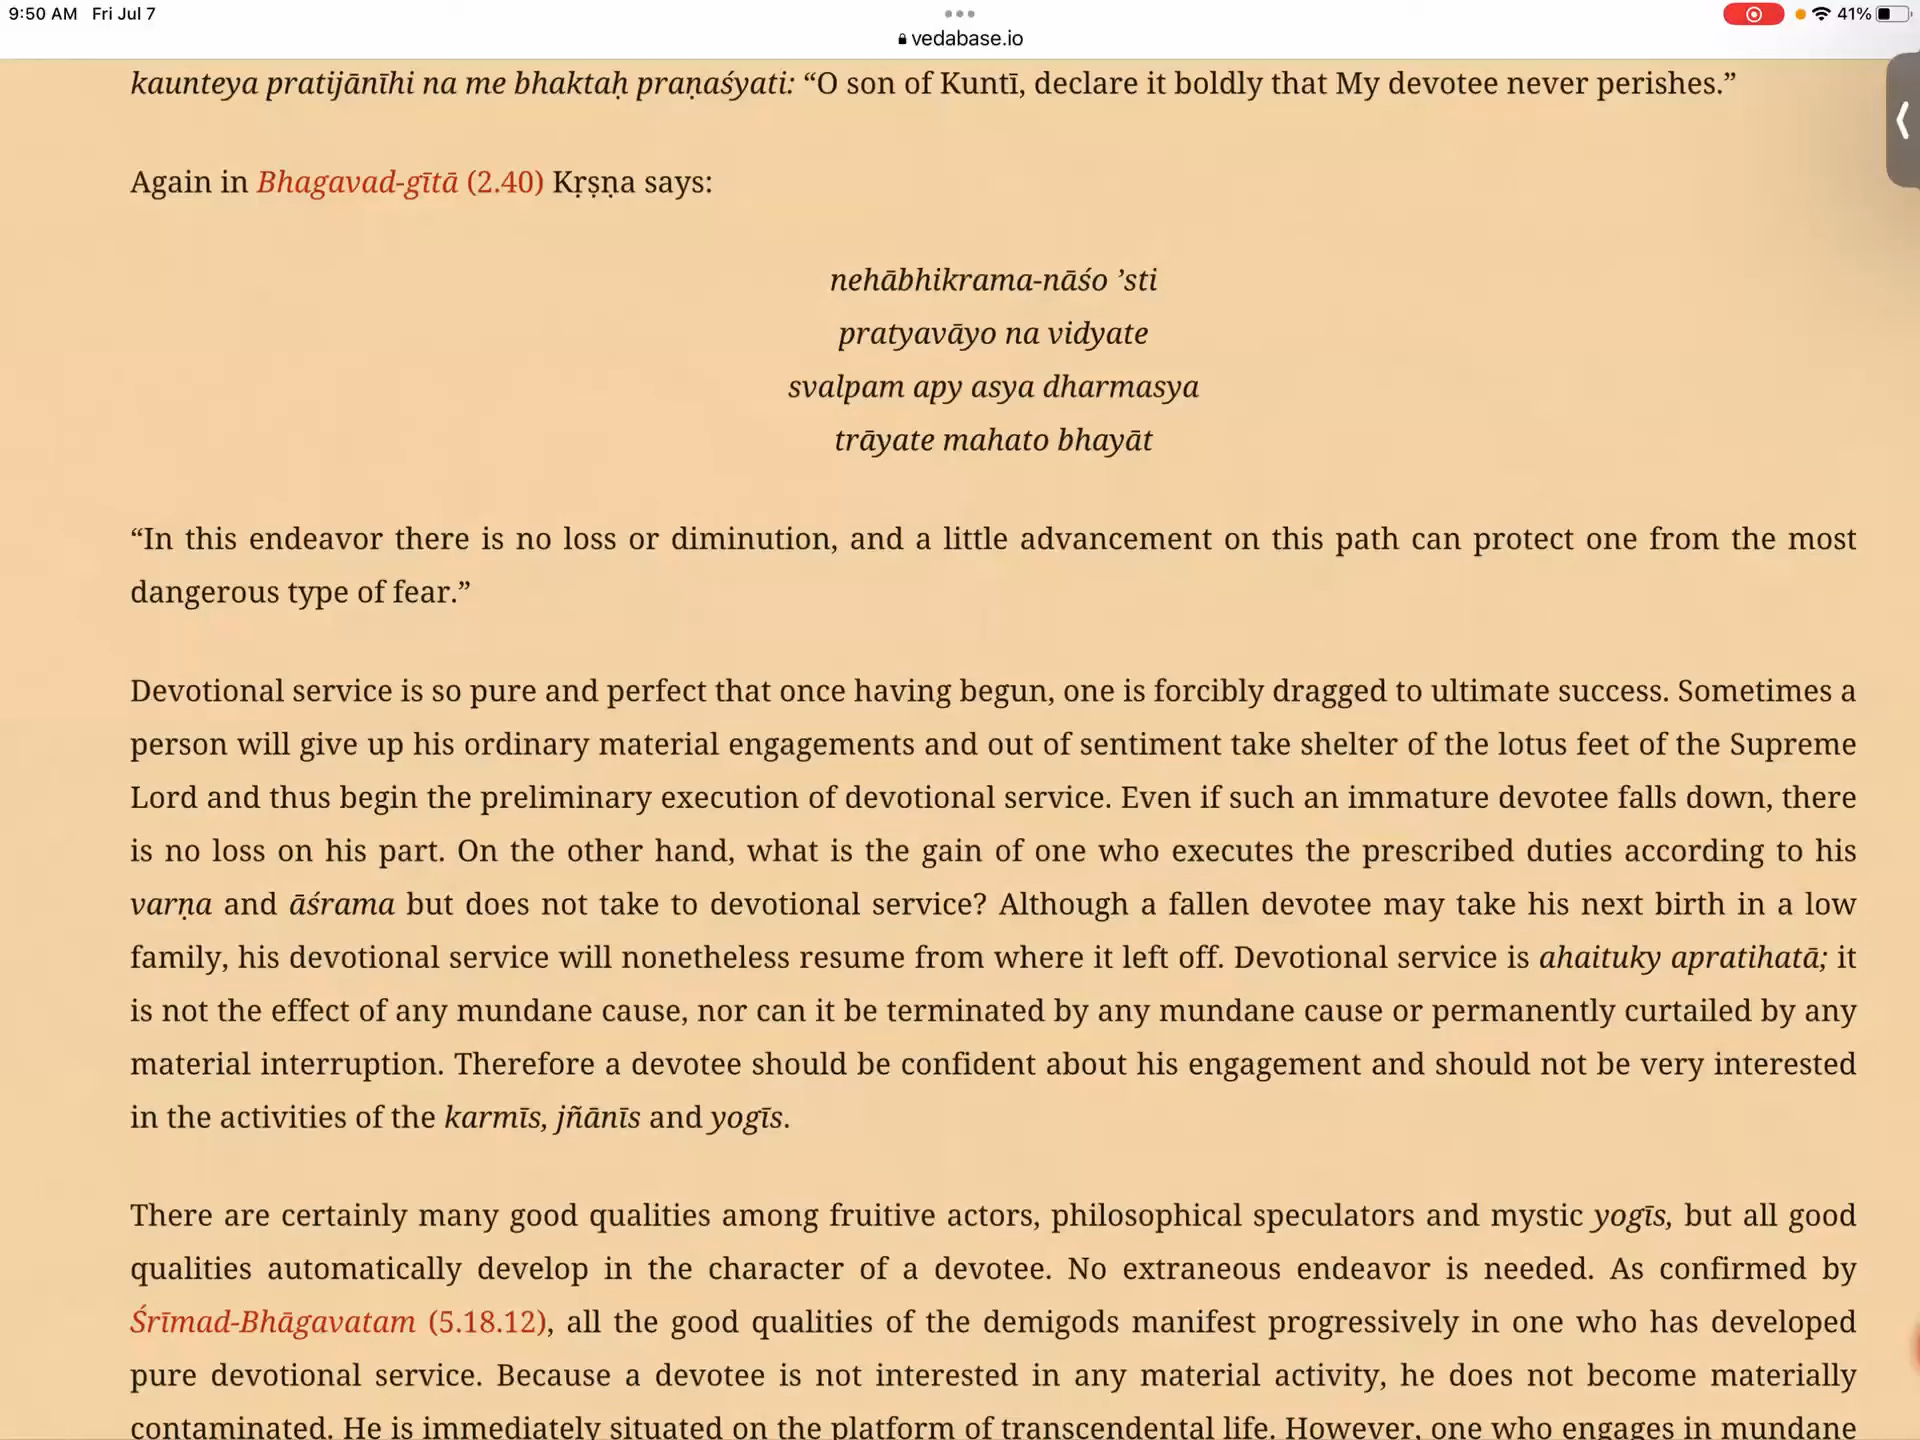 9:50 AM Fri Jul 7
41%
vedabase.io
kaunteya pratijānīhi na me bhaktaḥ praṇaśyati: “O son of Kuntī, declare it boldly that My devotee never perishes.”
Again in Bhagavad-gītā (2.40) Kṛṣṇa says:
nehābhikrama-nāśo ’sti
pratyavāyo na vidyate
svalpam apy asya dharmasya
trāyate mahato bhayāt
“In this endeavor there is no loss or diminution, and a little advancement on this path can protect one from the most
dangerous type of fear.”
Devotional service is so pure and perfect that once having begun, one is forcibly dragged to ultimate success. Sometimes a
person will give up his ordinary material engagements and out of sentiment take shelter of the lotus feet of the Supreme
Lord and thus begin the preliminary execution of devotional service. Even if such an immature devotee falls down, there
is no loss on his part. On the other hand, what is the gain of one who executes the prescribed duties according to his
varṇa and āśrama but does not take to devotional service? Although a fallen devotee may take his next birth in a low
family, his devotional service will nonetheless resume from where it left off. Devotional service is ahaituky apratihatā; it
is not the effect of any mundane cause, nor can it be terminated by any mundane cause or permanently curtailed by any
material interruption. Therefore a devotee should be confident about his engagement and should not be very interested
in the activities of the karmīs, jñānīs and yogīs.
There are certainly many good qualities among fruitive actors, philosophical speculators and mystic yogīs, but all good
qualities automatically develop in the character of a devotee. No extraneous endeavor is needed. As confirmed by
Śrīmad-Bhāgavatam (5.18.12), all the good qualities of the demigods manifest progressively in one who has developed
pure devotional service. Because a devotee is not interested in any material activity, he does not become materially
contaminated. He is immediately situated on the platform of transcendental life. However, one who engages in mundane